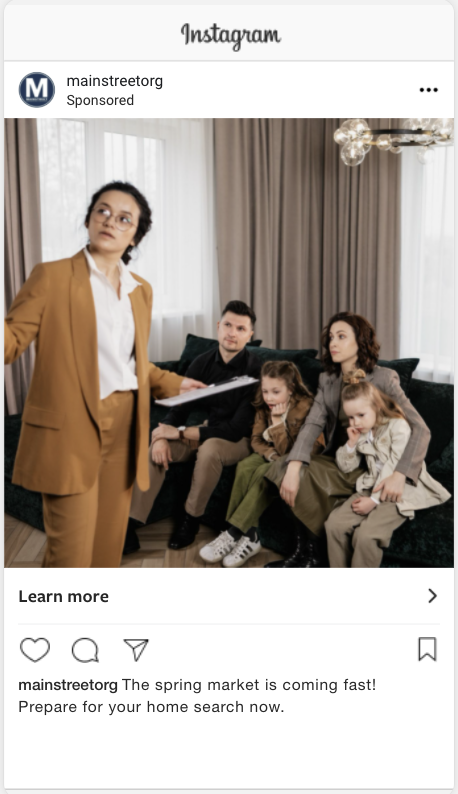 Instagram
mainstreetorg
Sponsored
M
Learn more
mainstreetorg The spring market is coming fast!
Prepare for your home search now.